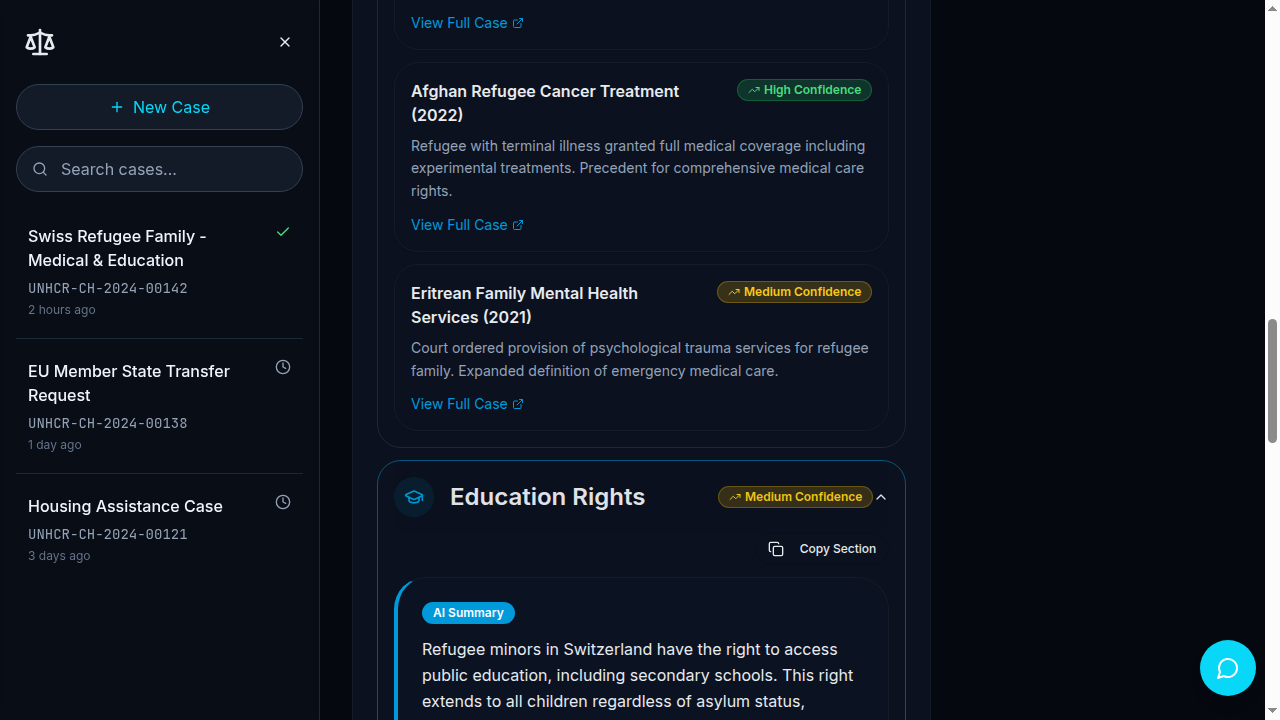 New Case
Search cases...
Swiss Refugee Family -
Medical & Education
UNHCR-CH-2024-00142
2 hours ago
EU Member State Transfer
Request
UNHCR-CH-2024-00138
1 day ago
Housing Assistance Case
UNHCR-CH-2024-00121
3 days ago
View Full Case
Afghan Refugee Cancer Treatment
(2022)
High Confidence
Refugee with terminal illness granted full medical coverage including
experimental treatments. Precedent for comprehensive medical care
rights.
View Full Case
Eritrean Family Mental Health
Services (2021)
Medium Confidence
Court ordered provision of psychological trauma services for refugee
family. Expanded definition of emergency medical care.
View Full Case
Education Rights
Medium Confidence
Copy Section
AI Summary
Refugee minors in Switzerland have the right to access
public education, including secondary schools. This right
extends to all children regardless of asylum status,